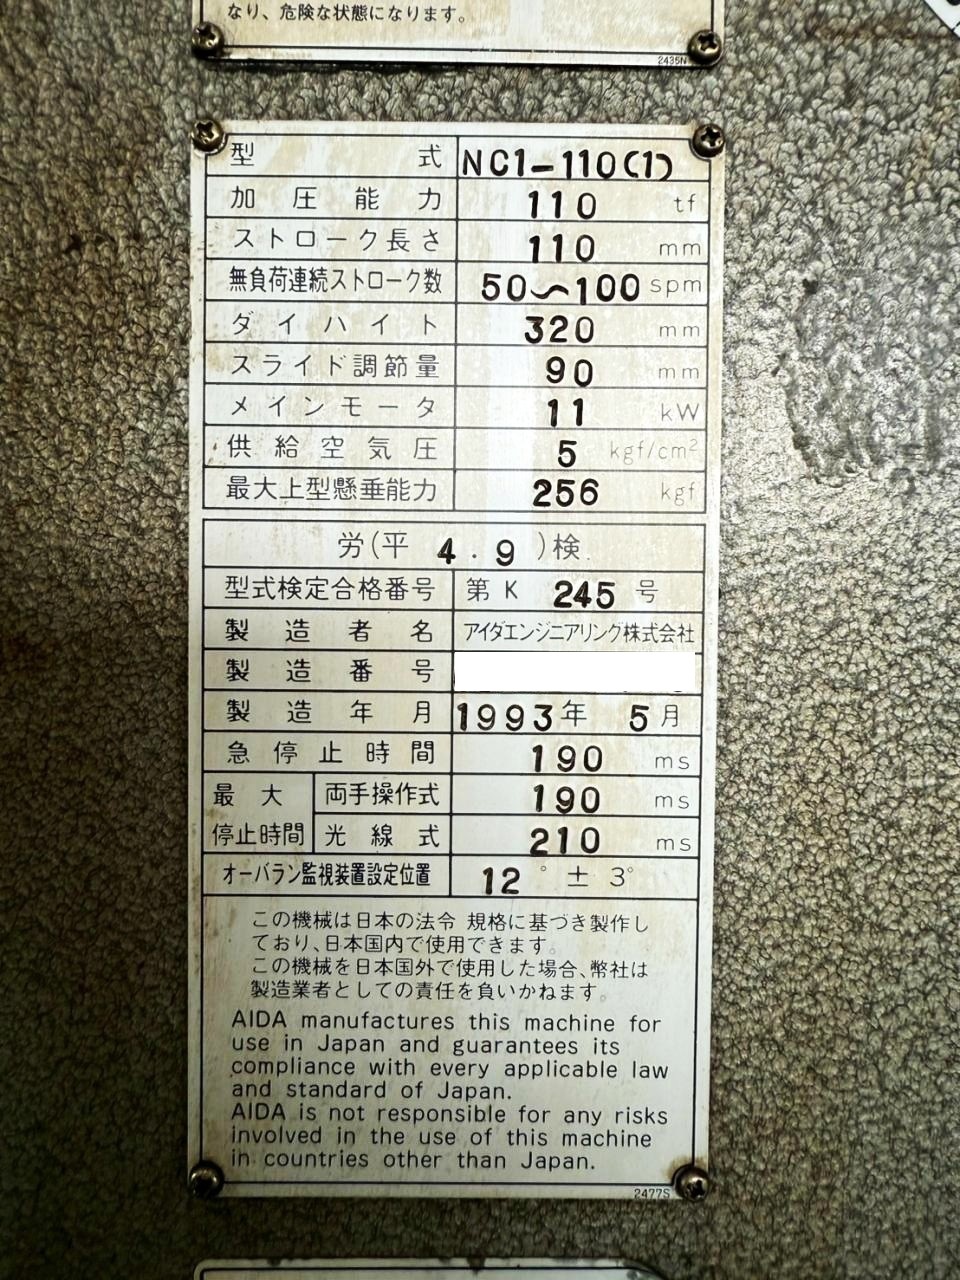 なり、危険な状態になります。
2435N
型式 NC1-110(1)
加圧能力 110 tf
ストローク長さ 110 mm
無負荷連続ストローク数 50~100 spm
ダイハイト 320 mm
スライド調節量 90 mm
メインモータ 11 kW
供給空気圧 5 kgf/cm²
最大上型懸垂能力 256 kgf
労(平 4.9)検
型式検定合格番号 第K 245 号
製造者名 アイダエンジニアリング株式会社
製造番号
製造年月 1993年 5月
急停止時間 190 ms
最大停止時間 両手操作式 190 ms
光線式 210 ms
オーバラン監視装置設定位置 12° ± 3°
この機械は日本の法令 規格に基づき製作し
ており、日本国内で使用できます。
この機械を日本国外で使用した場合、弊社は
製造業者としての責任を負いかねます。
AIDA manufactures this machine for
use in Japan and guarantees its
compliance with every applicable law
and standard of Japan.
AIDA is not responsible for any risks
involved in the use of this machine
in countries other than Japan.
2477S